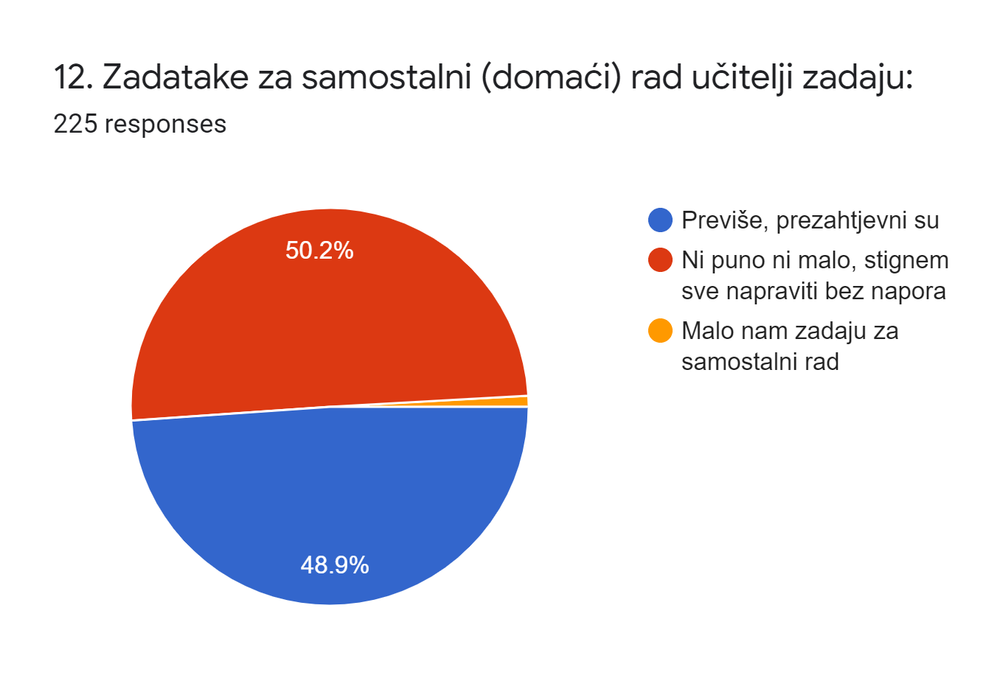 12. Zadatake za samostalni (domaći) rad učitelji zadaju:
225 responses
Previše, prezahtjevni su
Ni puno ni malo, stignem
sve napraviti bez napora
Malo nam zadaju za
samostalni rad
50.2%
48.9%